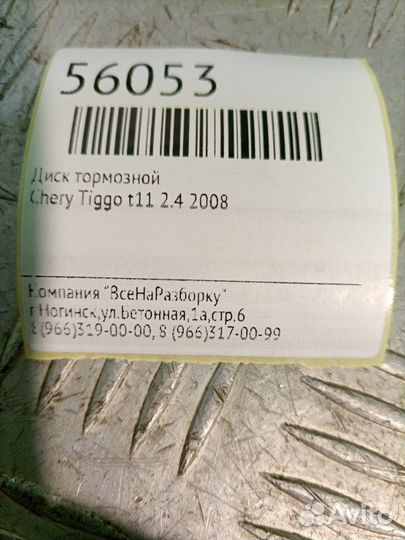 56053
Диск тормозной
Chery Tiggo t11 2.4 2008
Компания "ВсеНаРазборку"
г Ногинск,ул.Бетонная,1а,стр.6
8 (966)319-00-00, 8 (966)317-00-99
Avito